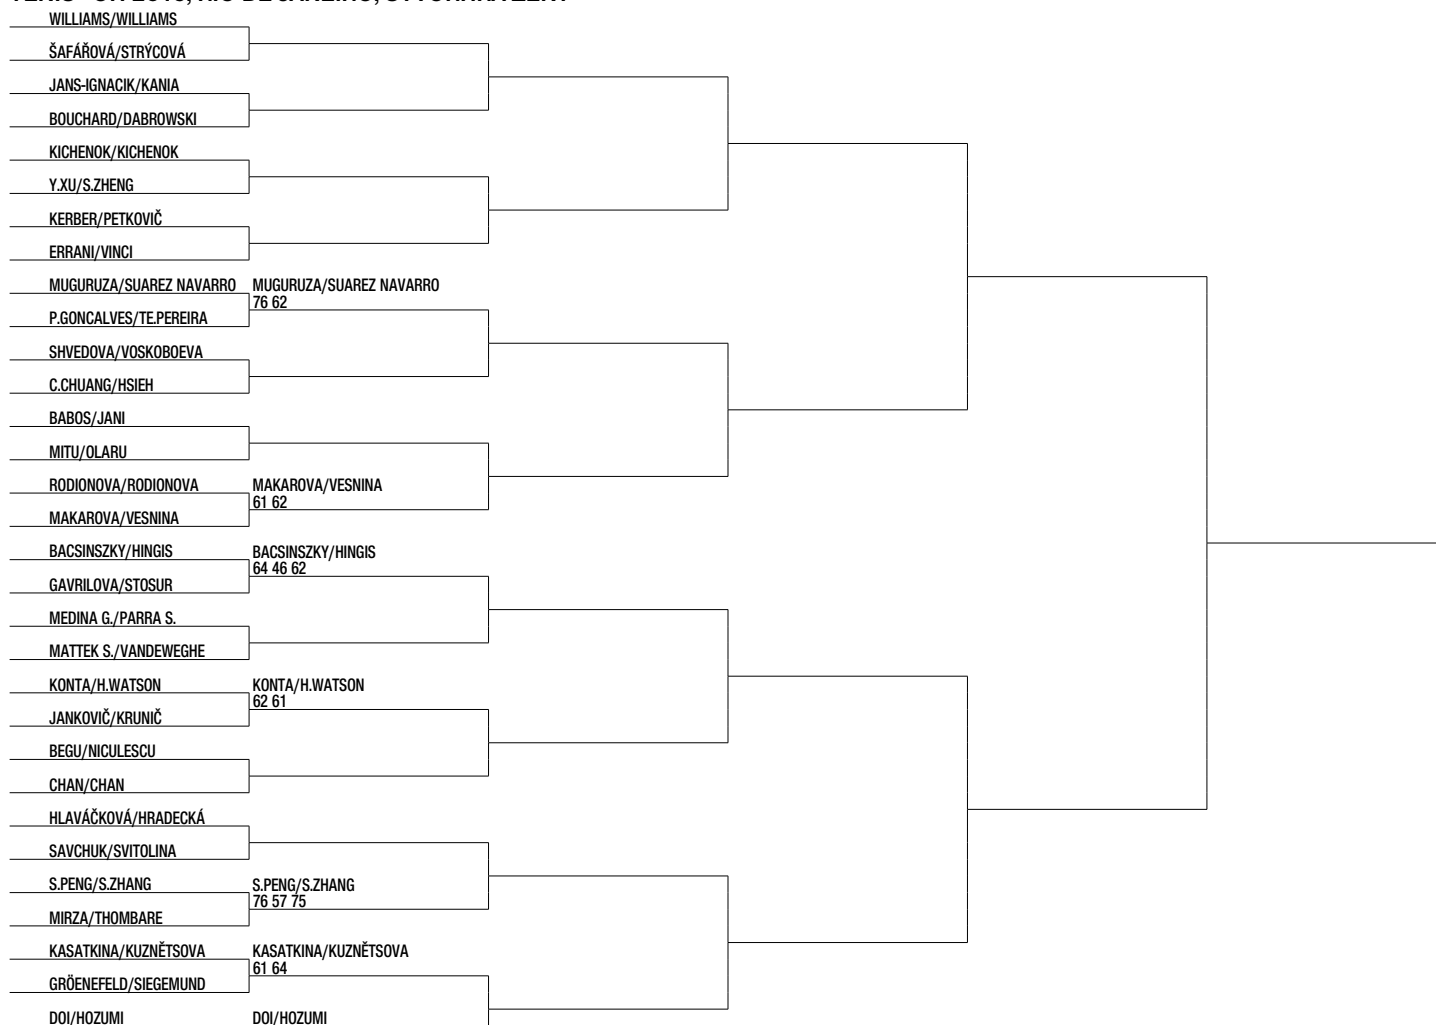 WILLIAMS/WILLIAMS
ŠAFÁŘOVÁ/STRÝCOVÁ
JANS-IGNACIK/KANIA
BOUCHARD/DABROWSKI
KICHENOK/KICHENOK
Y.XU/S.ZHENG
KERBER/PETKOVIČ
ERRANI/VINCI
MUGURUZA/SUAREZ NAVARRO MUGURUZA/SUAREZ NAVARRO
76 62
P.GONCALVES/TE.PEREIRA
SHVEDOVA/VOSKOBOEVA
C.CHUANG/HSIEH
BABOS/JANI
MITU/OLARU
RODIONOVA/RODIONOVA MAKAROVA/VESNINA
61 62
MAKAROVA/VESNINA
BACSINSZKY/HINGIS BACSINSZKY/HINGIS
64 46 62
GAVRILOVA/STOSUR
MEDINA G./PARRA S.
MATTEK S./VANDEWEGHE
KONTA/H.WATSON KONTA/H.WATSON
62 61
JANKOVIČ/KRUNIČ
BEGU/NICULESCU
CHAN/CHAN
HLAVÁČKOVÁ/HRADECKÁ
SAVCHUK/SVITOLINA
S.PENG/S.ZHANG S.PENG/S.ZHANG
76 57 75
MIRZA/THOMBARE
KASATKINA/KUZNĚTSOVA KASATKINA/KUZNĚTSOVA
61 64
GRÖENEFELD/SIEGEMUND
DOI/HOZUMI DOI/HOZUMI